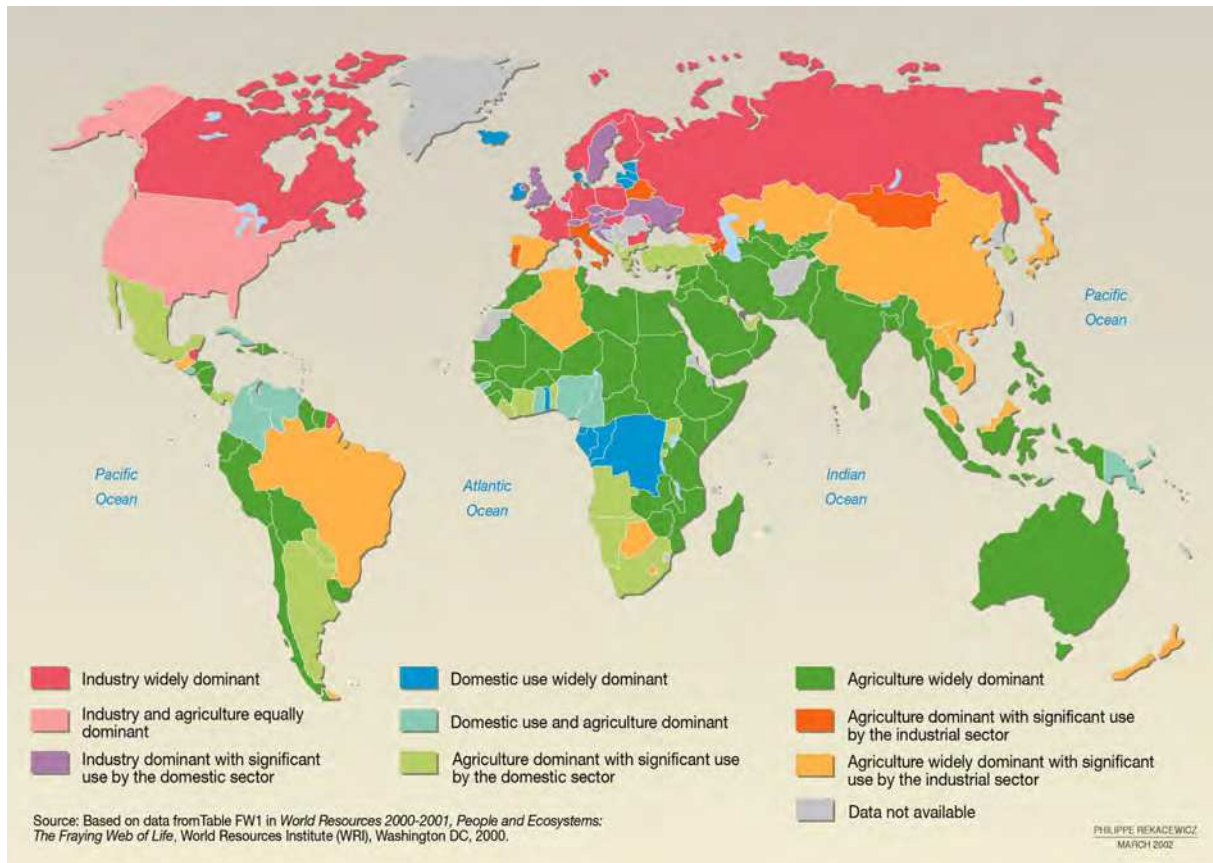 Pacific
Ocean
Pacific
Ocean
Atlantic
Ocean
Indian
Ocean
Industry widely dominant
Industry and agriculture equally
dominant
Industry dominant with significant
use by the domestic sector
Domestic use widely dominant
Domestic use and agriculture dominant
Agriculture dominant with significant use
by the domestic sector
Agriculture widely dominant
Agriculture dominant with significant use
by the industrial sector
Agriculture widely dominant with significant
use by the industrial sector
Data not available
Source: Based on data fromTable FW1 in World Resources 2000-2001, People and Ecosystems:
The Fraying Web of Life, World Resources Institute (WRI), Washington DC, 2000.
PHILIPPE REKACEWICZ
MARCH 2002